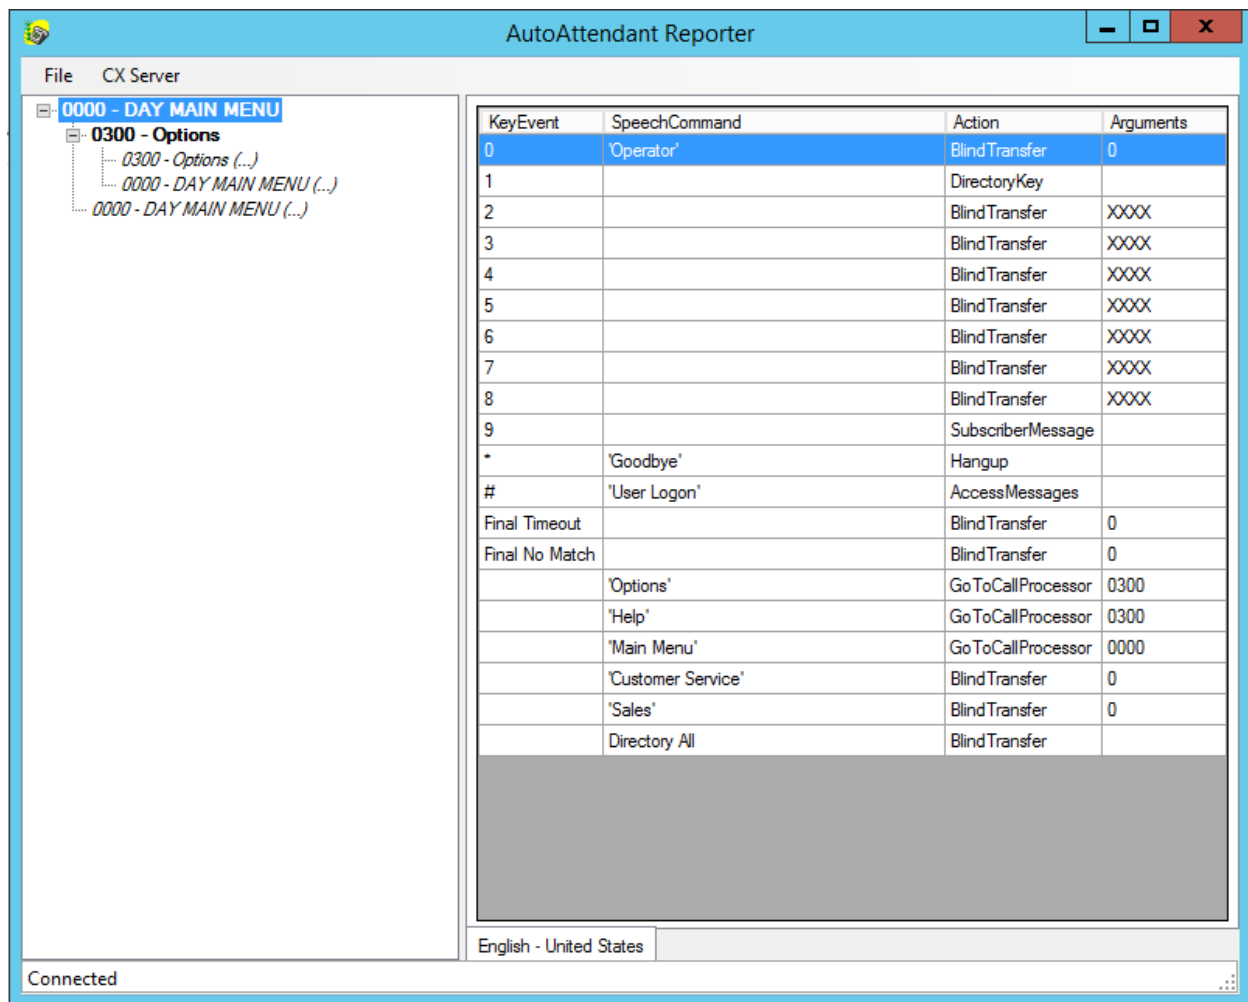 AutoAttendant Reporter
File CX Server
0000 - DAY MAIN MENU
0300 - Options
0300 - Options (...)
0000 - DAY MAIN MENU (...)
0000 - DAY MAIN MENU (...)
KeyEvent SpeechCommand Action Arguments
0 'Operator' BlindTransfer 0
1 DirectoryKey
2 BlindTransfer XXXX
3 BlindTransfer XXXX
4 BlindTransfer XXXX
5 BlindTransfer XXXX
6 BlindTransfer XXXX
7 BlindTransfer XXXX
8 BlindTransfer XXXX
9 SubscriberMessage
* 'Goodbye' Hangup
# 'User Logon' AccessMessages
Final Timeout BlindTransfer 0
Final No Match BlindTransfer 0
'Options' GoToCallProcessor 0300
'Help' GoToCallProcessor 0300
'Main Menu' GoToCallProcessor 0000
'Customer Service' BlindTransfer 0
'Sales' BlindTransfer 0
Directory All BlindTransfer
English - United States
Connected